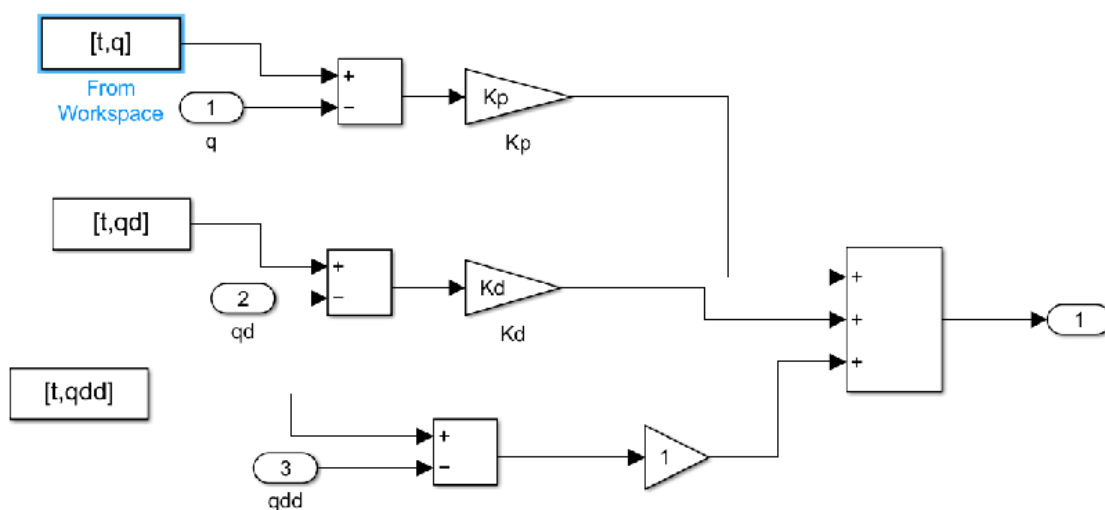 [t,q]
From
Workspace
1
q
+
−
Kp
Kp
[t,qd]
2
qd
+
−
Kd
Kd
[t,qdd]
3
qdd
+
−
1
+
+
+
1